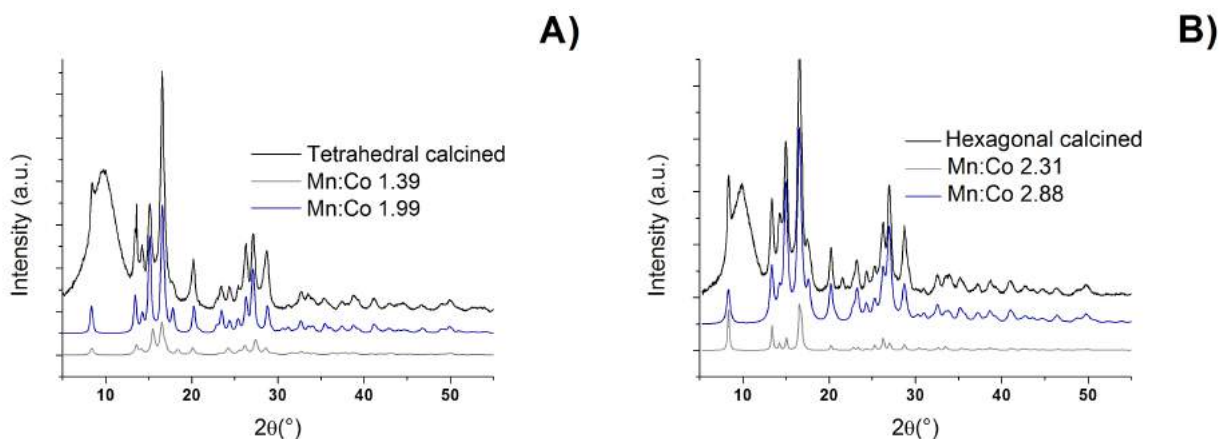 A)
Intensity (a.u.)
Tetrahedral calcined
Mn:Co 1.39
Mn:Co 1.99
10 20 30 40 50
2θ(°)
B)
Intensity (a.u.)
Hexagonal calcined
Mn:Co 2.31
Mn:Co 2.88
10 20 30 40 50
2θ(°)